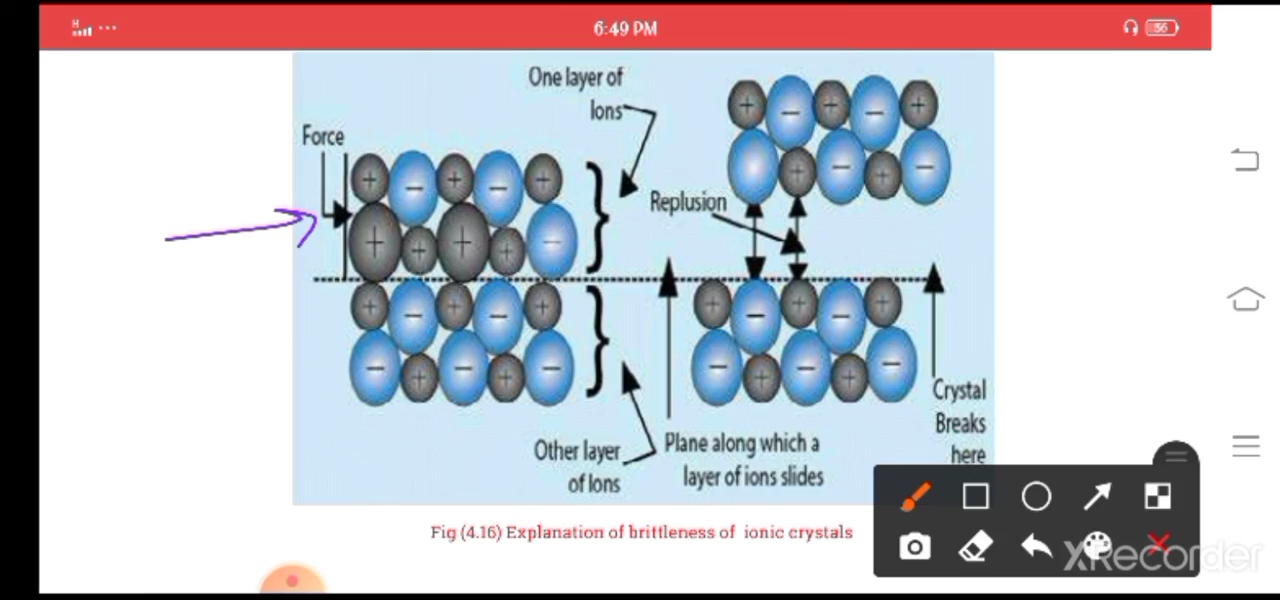 H
6:49 PM
56
One layer of
Ions
Force
Replusion
Other layer
of Ions
Plane along which a
layer of ions slides
Crystal
Breaks
here
Fig (4.16) Explanation of brittleness of ionic crystals
XRecorder